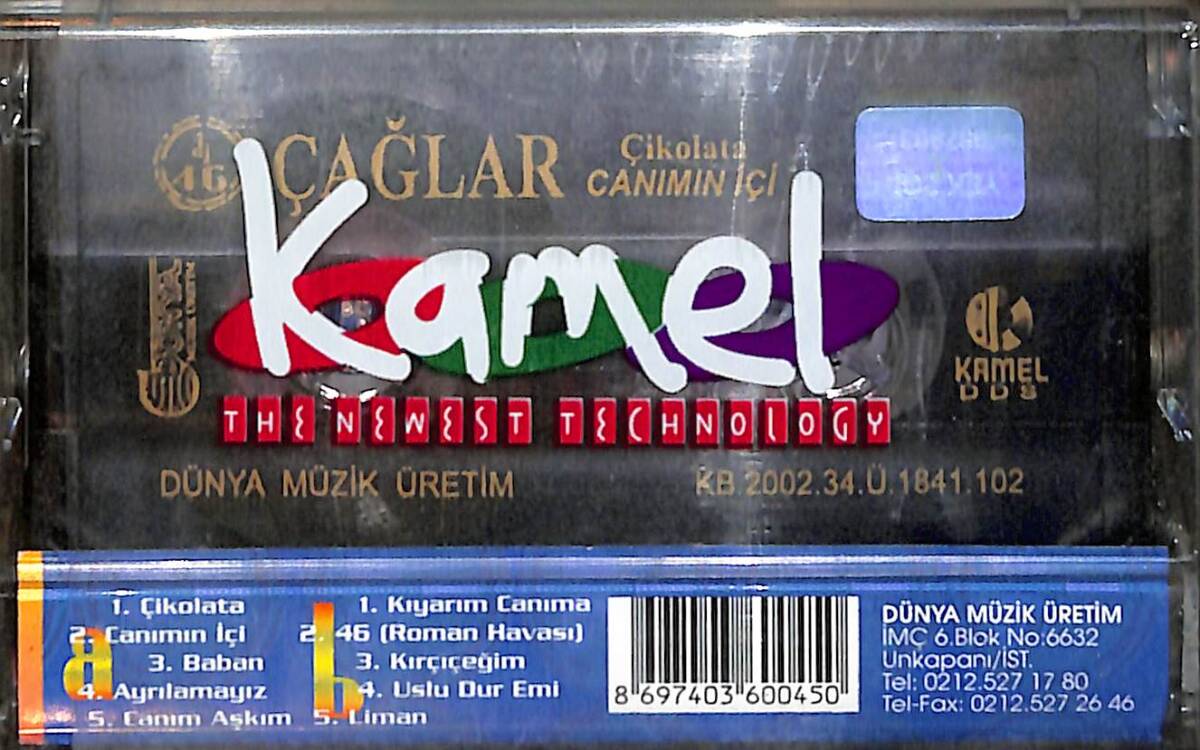 46
ÇAĞLAR
Çikolata
CANIMIN İÇİ
Kamel
THE NEWEST TECHNOLOGY
KAMEL
DDS
DÜNYA MÜZİK ÜRETİM
KB.2002.34.Ü.1841.102
a
1. Çikolata
2. Canımın İçi
3. Baban
4. Ayrılamayız
5. Canım Aşkım
b
1. Kıyarım Canıma
2. 46 (Roman Havası)
3. Kırçıçeğim
4. Uslu Dur Emi
5. Liman
8 697403 600450
DÜNYA MÜZİK ÜRETİM
İMÇ 6.Blok No:6632
Unkapanı/İST.
Tel: 0212.527 17 80
Tel-Fax: 0212.527 26 46